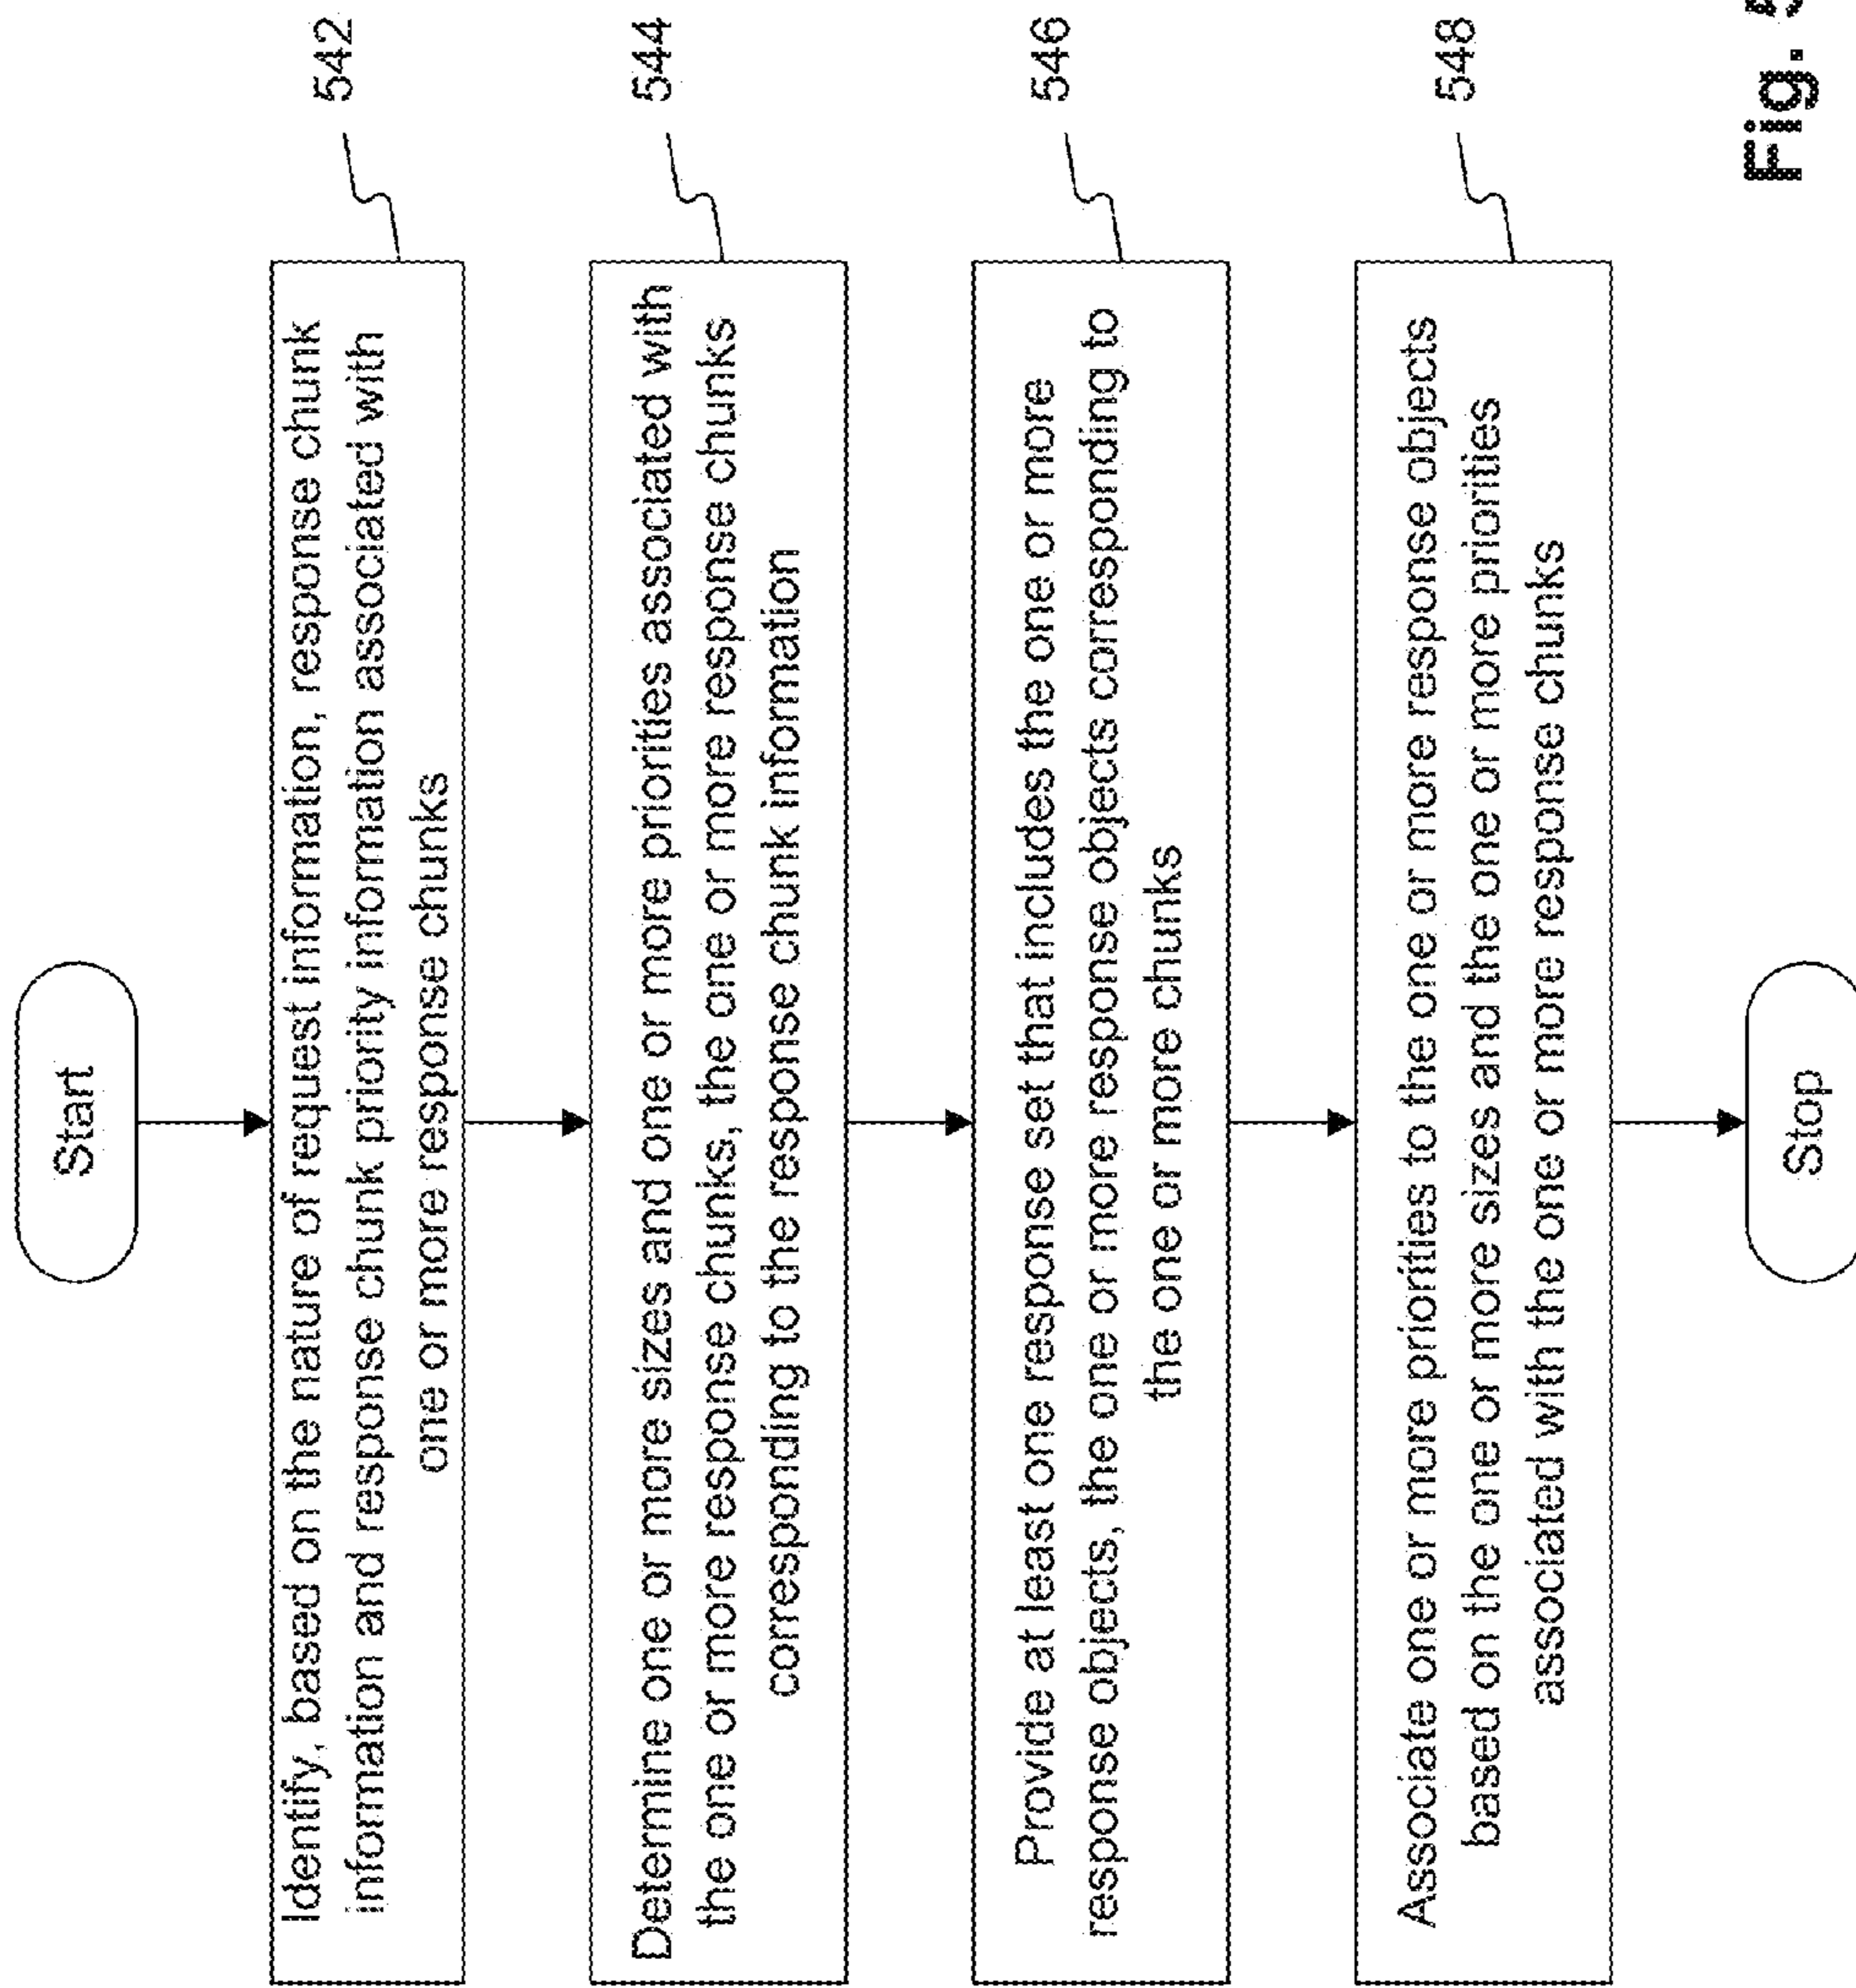 Start
Identify, based on the nature of request information, response chunk
information and response chunk priority information associated with
one or more response chunks
542
Determine one or more sizes and one or more priorities associated with
the one or more response chunks, the one or more response chunks
corresponding to the response chunk information
544
Provide at least one response set that includes the one or more
response objects, the one or more response objects corresponding to
the one or more chunks
546
Associate one or more priorities to the one or more response objects
based on the one or more sizes and the one or more priorities
associated with the one or more response chunks
548
Stop
Fig.